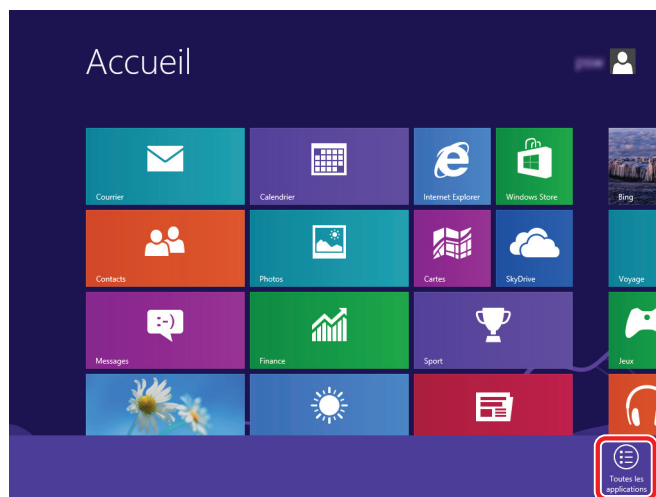 Accueil
Courrier
Calendrier
Internet Explorer
Windows Store
Bing
Contacts
Photos
Cartes
SkyDrive
Voyage
Messages
:-)
Finance
Sport
Jeux
Toutes les
applications